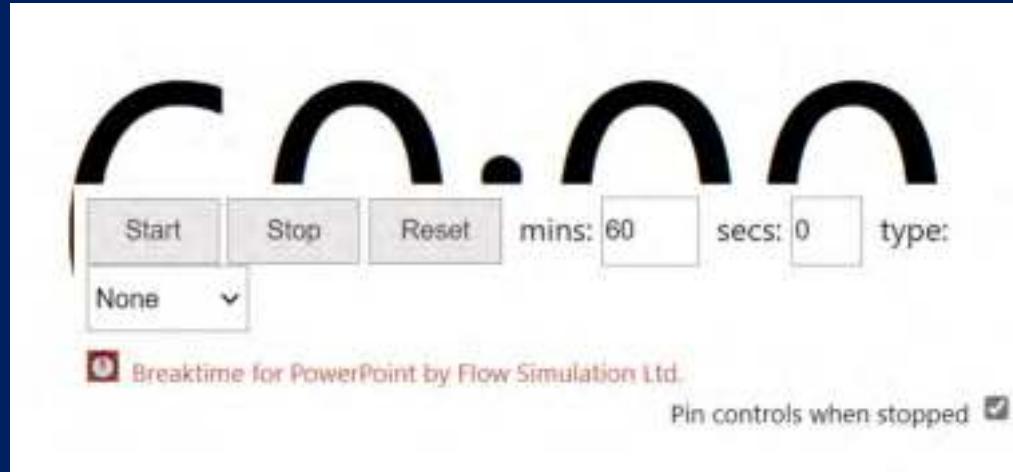 60:00
Start Stop Reset mins: 60 secs: 0 type:
None
Breaktime for PowerPoint by Flow Simulation Ltd.
Pin controls when stopped